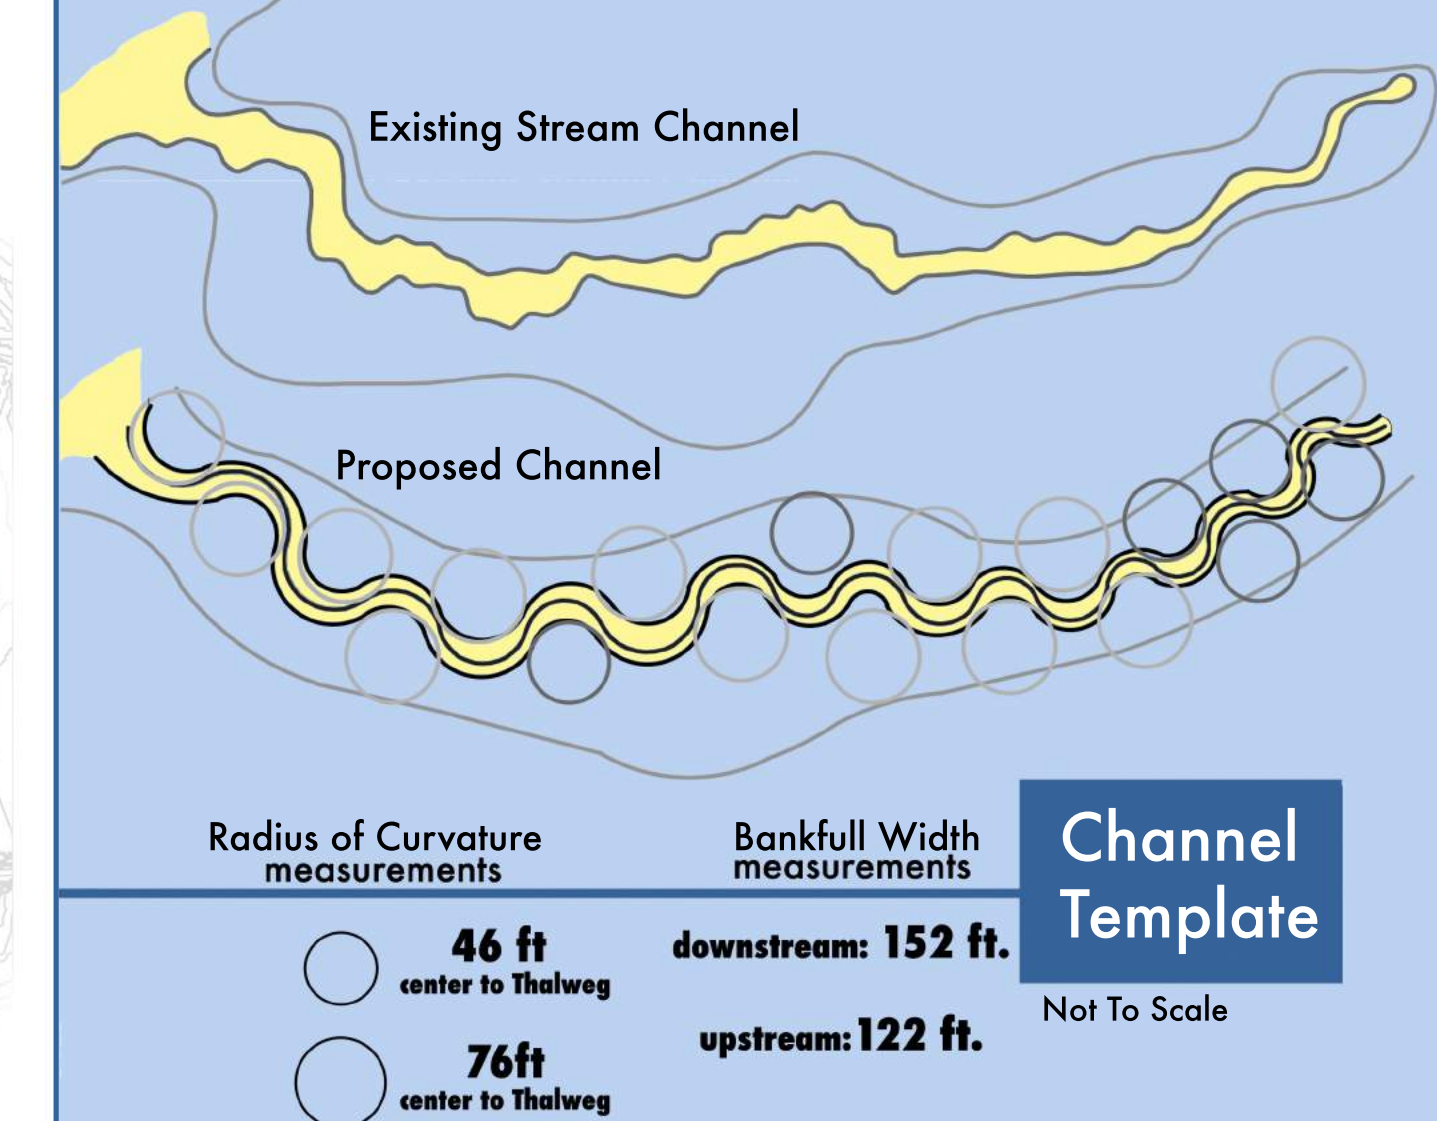 Existing Stream Channel
Proposed Channel
Radius of Curvature
measurements
Bankfull Width
measurements
Channel
Template
46 ft
center to Thalweg
76ft
center to Thalweg
downstream: 152 ft.
upstream: 122 ft.
Not To Scale